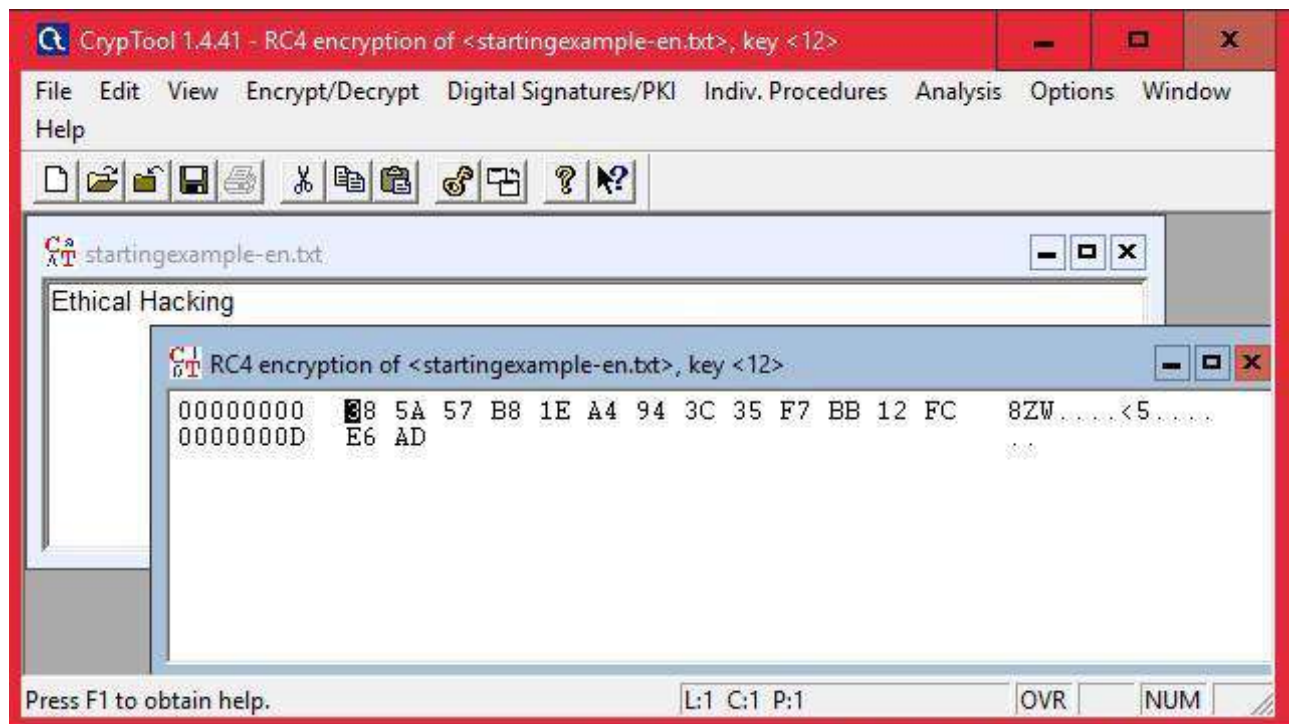 CrypTool 1.4.41 - RC4 encryption of <startingexample-en.txt>, key <12>
File Edit View Encrypt/Decrypt Digital Signatures/PKI Indiv. Procedures Analysis Options Window
Help
startingexample-en.txt
Ethical Hacking
RC4 encryption of <startingexample-en.txt>, key <12>
00000000 38 5A 57 B8 1E A4 94 3C 35 F7 BB 12 FC 8ZW.....<5.....
0000000D E6 AD ..
Press F1 to obtain help. L:1 C:1 P:1 OVR NUM